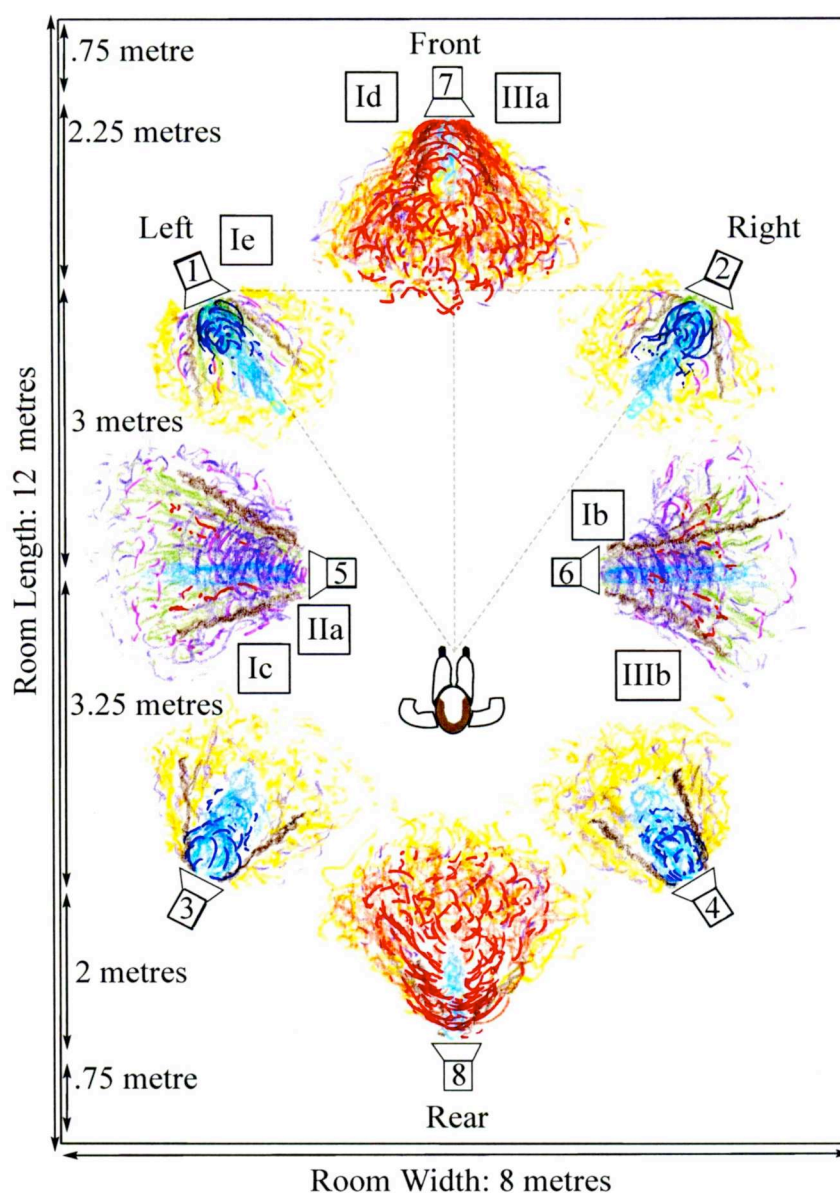 Front
.75 metre
7
Id
IIIa
2.25 metres
Left
Ie
Right
1
2
3 metres
Ib
5
6
IIa
Ic
IIIb
3.25 metres
3
4
2 metres
8
.75 metre
Rear
Room Length: 12 metres
Room Width: 8 metres